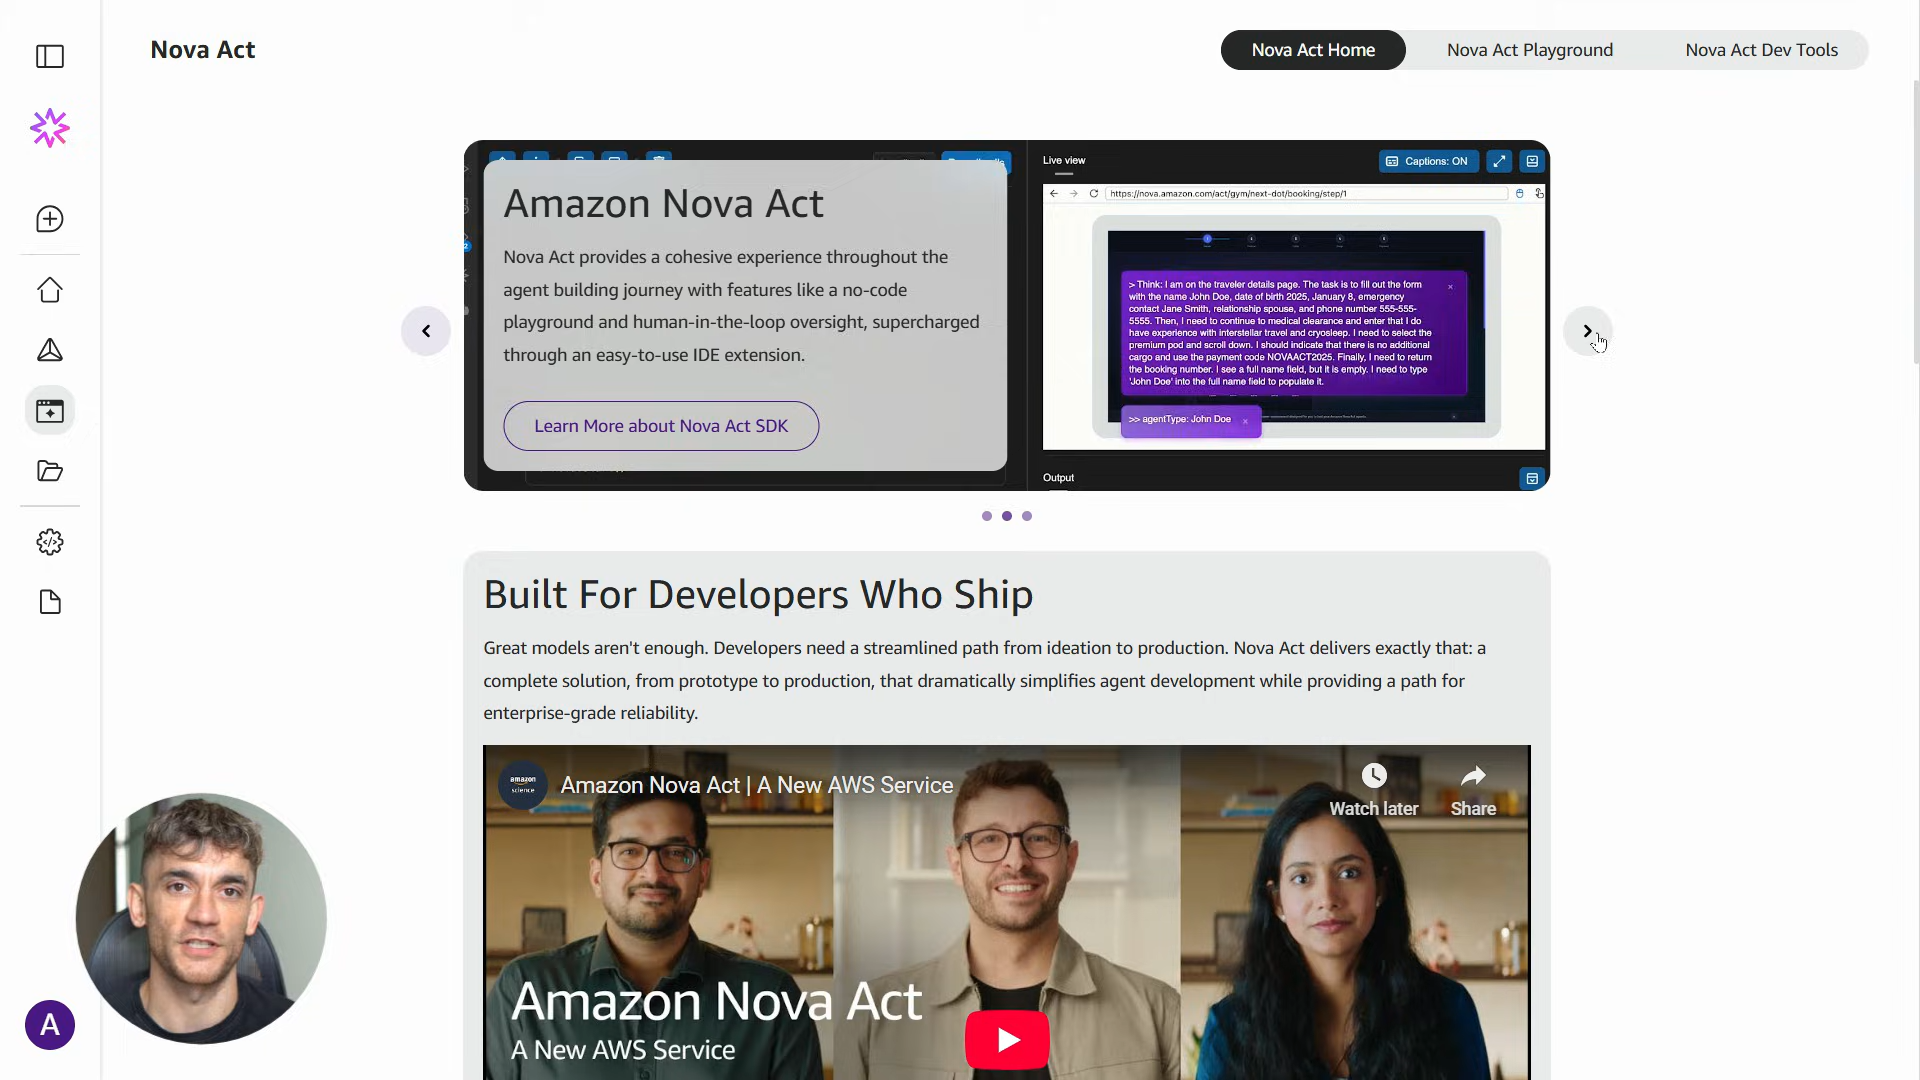 Nova Act
Nova Act Home
Nova Act Playground
Nova Act Dev Tools
Amazon Nova Act
Nova Act provides a cohesive experience throughout the
agent building journey with features like a no-code
playground and human-in-the-loop oversight, supercharged
through an easy-to-use IDE extension.
Learn More about Nova Act SDK
Live view
Captions: ON
https://nova.amazon.com/act/gym/next-dot/booking/step/1
> Think: I am on the traveler details page. The task is to fill out the form
with the name John Doe, date of birth 2025, January 8, emergency
contact Jane Smith, relationship spouse, and phone number 555-555-
5555. Then, I need to continue to medical clearance and enter that I do
have experience with interstellar travel and cryosleep. I need to select the
premium pod and scroll down. I should indicate that there is no additional
cargo and use the payment code NOVAACT2025. Finally, I need to return
the booking number. I see a full name field, but it is empty. I need to type
'John Doe' into the full name field to populate it.
>> agentType: John Doe
Output
Built For Developers Who Ship
Great models aren't enough. Developers need a streamlined path from ideation to production. Nova Act delivers exactly that: a
complete solution, from prototype to production, that dramatically simplifies agent development while providing a path for
enterprise-grade reliability.
amazon
science
Amazon Nova Act | A New AWS Service
Watch later
Share
Amazon Nova Act
A New AWS Service
A